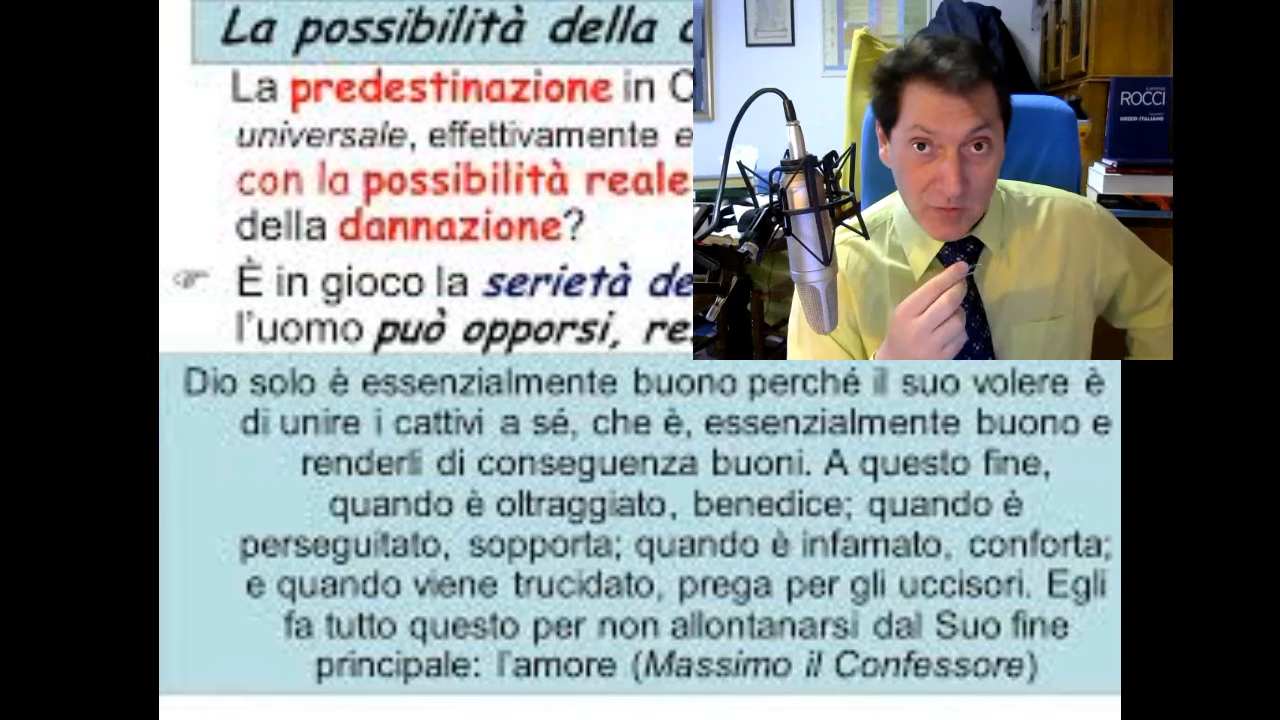 La possibilità della
La predestinazione in
universale, effettivamente
con la possibilità reale
della dannazione?
☞ È in gioco la serietà
l'uomo può opporsi,
Dio solo è essenzialmente buono perché il suo volere è
di unire i cattivi a sé, che è, essenzialmente buono e
renderli di conseguenza buoni. A questo fine,
quando è oltraggiato, benedice; quando è
perseguitato, sopporta; quando è infamato, conforta;
e quando viene trucidato, prega per gli uccisori. Egli
fa tutto questo per non allontanarsi dal Suo fine
principale: l'amore (Massimo il Confessore)
ROCCI
GRECO-ITALIANO